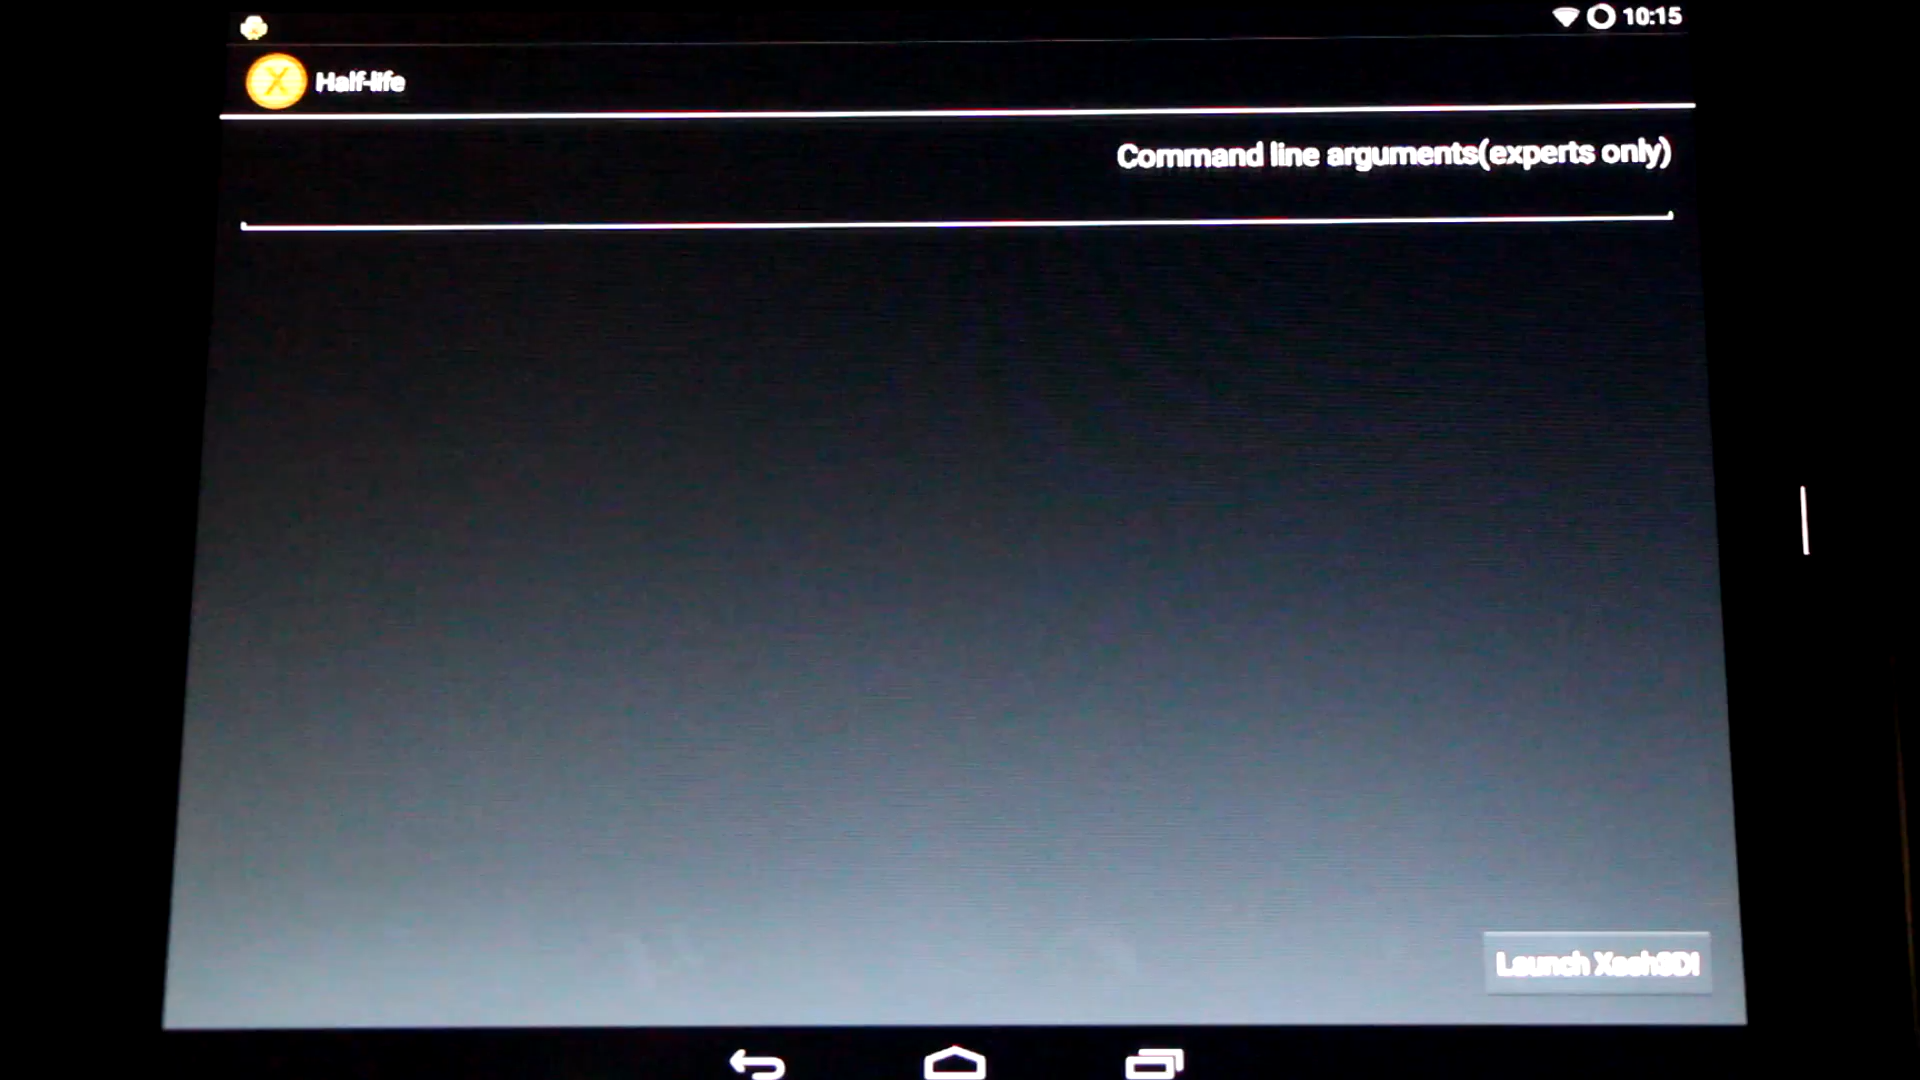 10:15
X Half-life
Command line arguments(experts only)
Launch Xash3D!